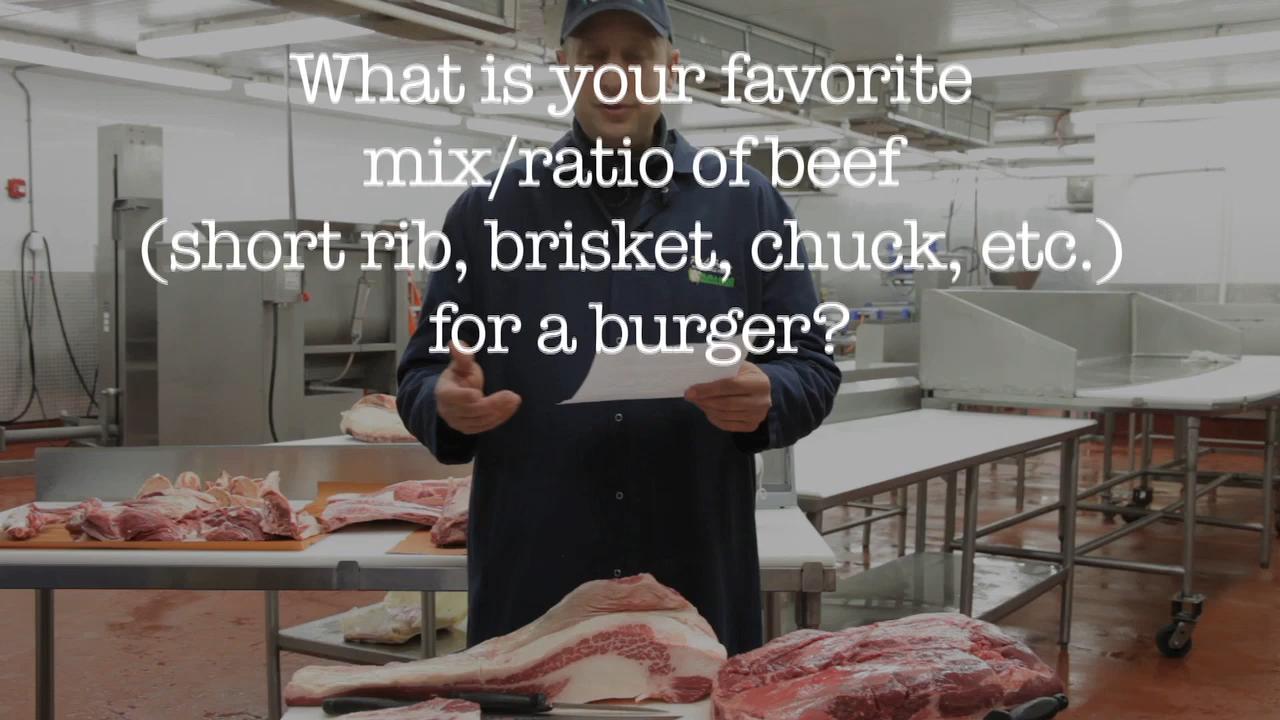 What is your favorite
mix/ratio of beef
(short rib, brisket, chuck, etc.)
for a burger?